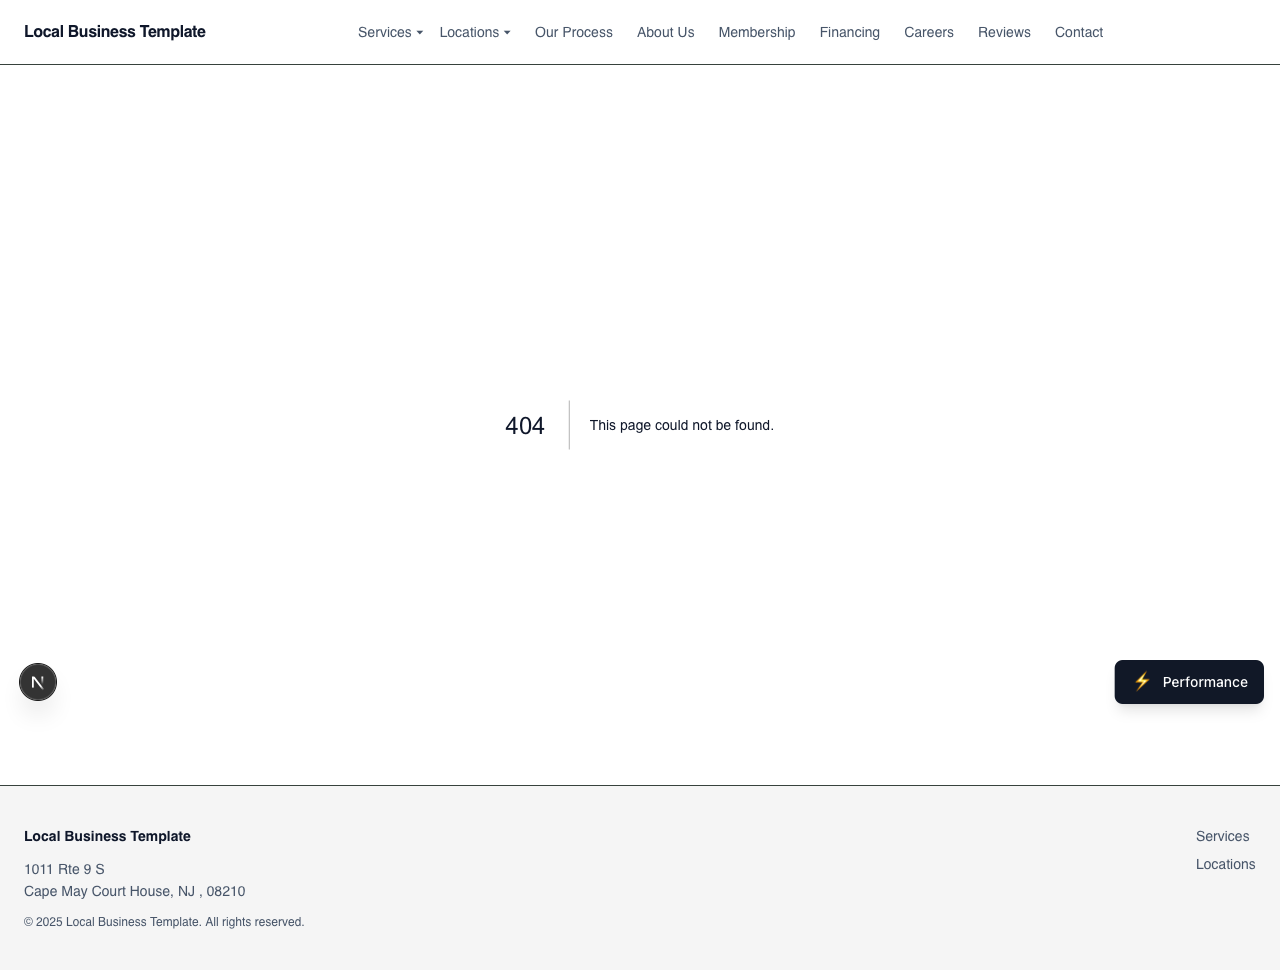 Local Business Template
Services Locations Our Process About Us Membership Financing Careers Reviews Contact
404 This page could not be found.
N
⚡ Performance
Local Business Template
1011 Rte 9 S
Cape May Court House, NJ , 08210
© 2025 Local Business Template. All rights reserved.
Services
Locations